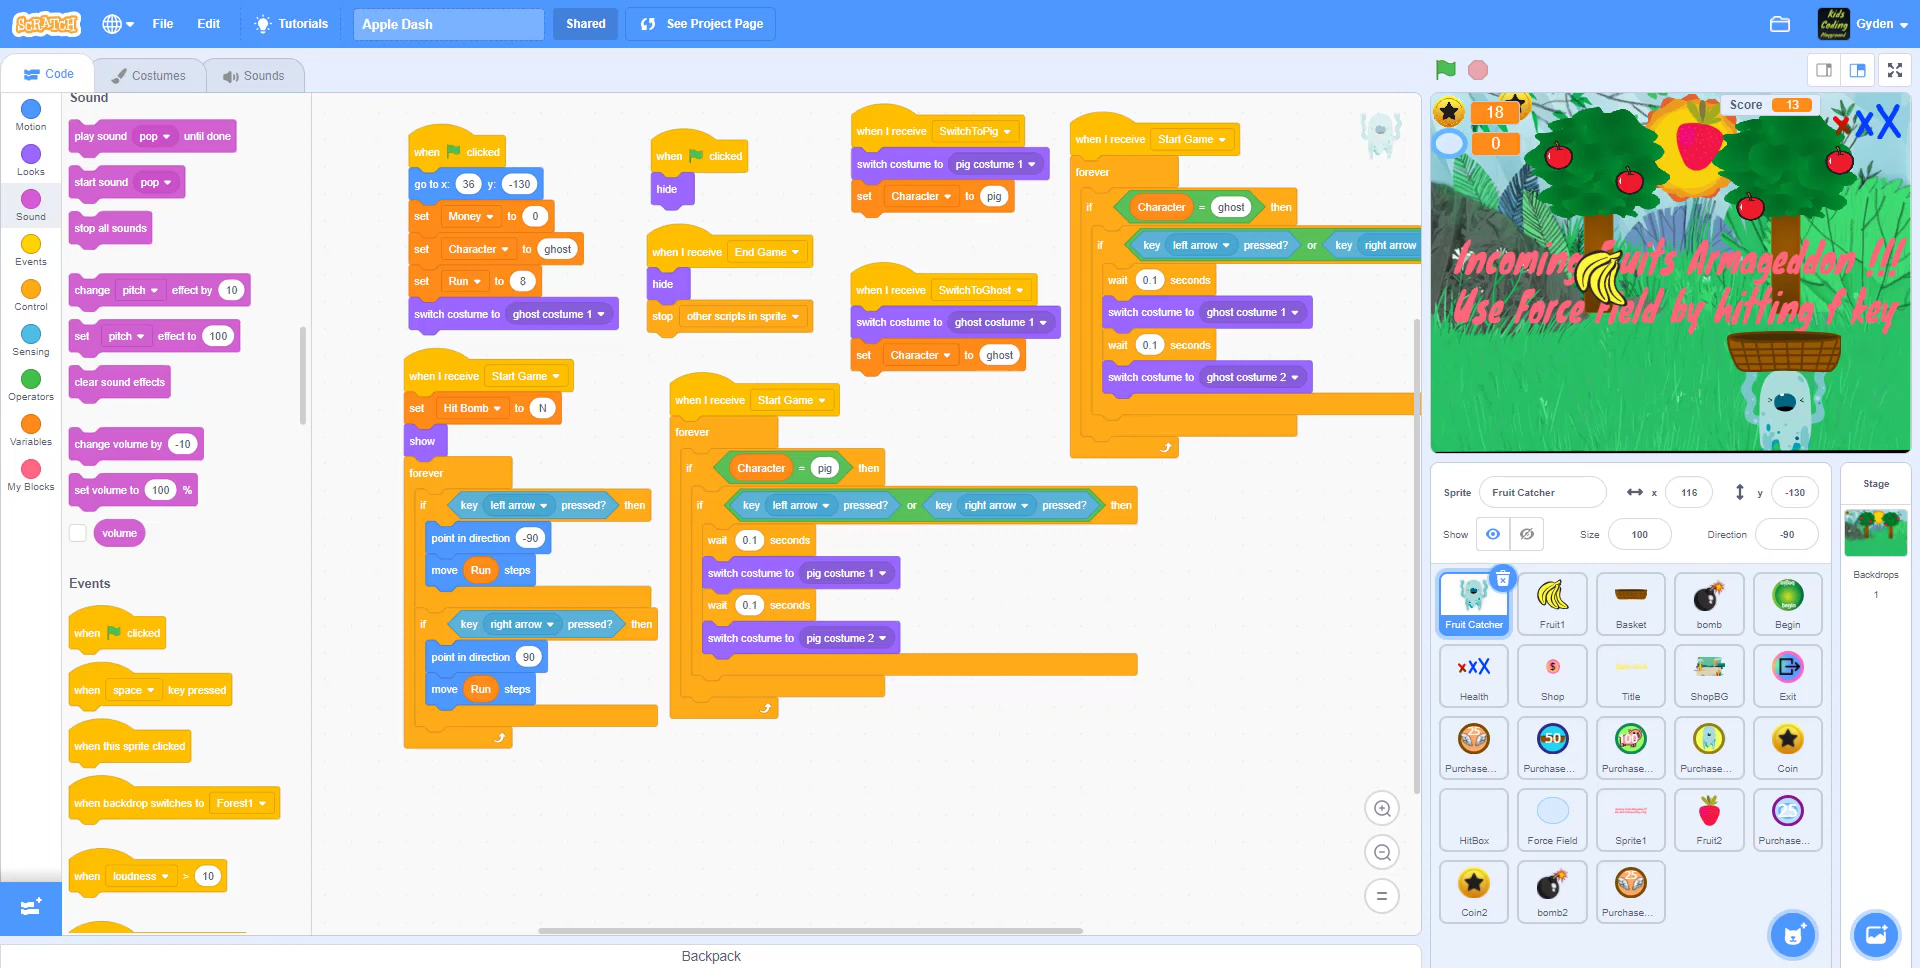 SCRATCH
File
Edit
Tutorials
Apple Dash
Shared
See Project Page
Kids
Coding
Playground
Gyden
Code
Costumes
Sounds
Motion
Looks
Sound
Events
Control
Sensing
Operators
Variables
My Blocks
Sound
play sound pop until done
start sound pop
stop all sounds
change pitch effect by 10
set pitch effect to 100
clear sound effects
change volume by -10
set volume to 100 %
volume
Events
when clicked
when space key pressed
when this sprite clicked
when backdrop switches to Forest1
when loudness > 10
when clicked
go to x: 36 y: -130
set Money to 0
set Character to ghost
set Run to 8
switch costume to ghost costume 1
when I receive Start Game
set Hit Bomb to N
show
forever
if key left arrow pressed? then
point in direction -90
move Run steps
if key right arrow pressed? then
point in direction 90
move Run steps
when clicked
hide
when I receive End Game
hide
stop other scripts in sprite
when I receive Start Game
forever
if Character = pig then
if key left arrow pressed? or key right arrow pressed? then
wait 0.1 seconds
switch costume to pig costume 1
wait 0.1 seconds
switch costume to pig costume 2
when I receive SwitchToPig
switch costume to pig costume 1
set Character to pig
when I receive SwitchToGhost
switch costume to ghost costume 1
set Character to ghost
when I receive Start Game
forever
if Character = ghost then
if key left arrow pressed? or key right arrow
wait 0.1 seconds
switch costume to ghost costume 1
wait 0.1 seconds
switch costume to ghost costume 2
Backpack
18
0
Score 13
xXX
Incoming Fruits Armageddon !!!
Use Force Field by hitting f key
Sprite Fruit Catcher x 116 y -130
Show Size 100 Direction -90
Fruit Catcher
Fruit1
Basket
bomb
begin
Begin
xXX
Health
$
Shop
Title
ShopBG
Exit
25
Purchase...
50
Purchase...
100
Purchase...
Purchase...
Coin
HitBox
Force Field
Sprite1
Fruit2
25
Purchase...
Coin2
bomb2
25
Purchase...
Stage
Backdrops
1